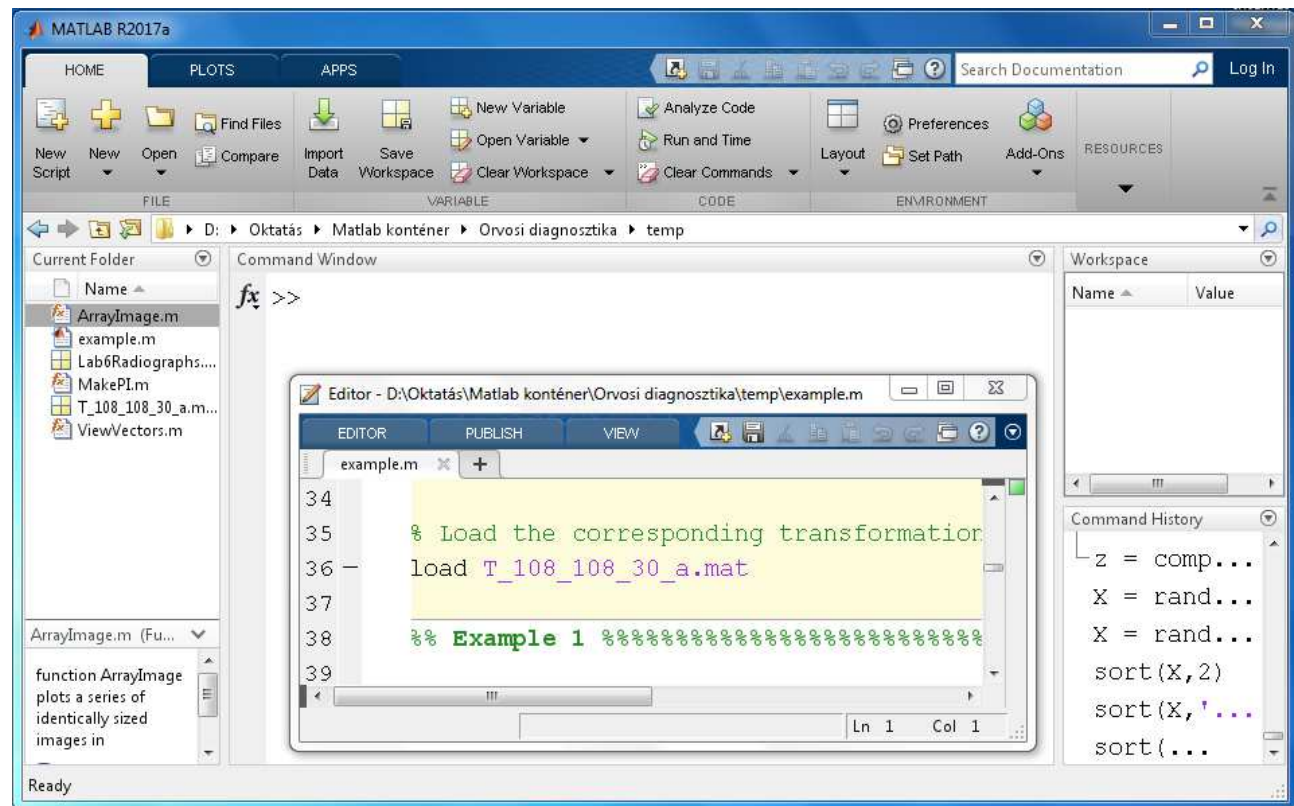 MATLAB R2017a
HOME PLOTS APPS Search Documentation Log In
New Script
New
Open
Find Files
Compare
FILE
Import Data
Save Workspace
New Variable
Open Variable
Clear Workspace
VARIABLE
Analyze Code
Run and Time
Clear Commands
CODE
Layout
Preferences
Set Path
Add-Ons
ENVIRONMENT
RESOURCES
D: Oktatás Matlab konténer Orvosi diagnosztika temp
Current Folder
Name
ArrayImage.m
example.m
Lab6Radiographs....
MakePI.m
T_108_108_30_a.m...
ViewVectors.m
ArrayImage.m (Fu...
function ArrayImage
plots a series of
identically sized
images in
Command Window
fx >>
Editor - D:\Oktatás\Matlab konténer\Orvosi diagnosztika\temp\example.m
EDITOR PUBLISH VIEW
example.m
34
35 % Load the corresponding transformation
36 – load T_108_108_30_a.mat
37
38 %% Example 1 %%%%%%%%%%%%%%%%%%%%%%%%%%
39
Ln 1 Col 1
Workspace
Name Value
Command History
z = comp...
X = rand...
X = rand...
sort(X,2)
sort(X,'...
sort(...
Ready